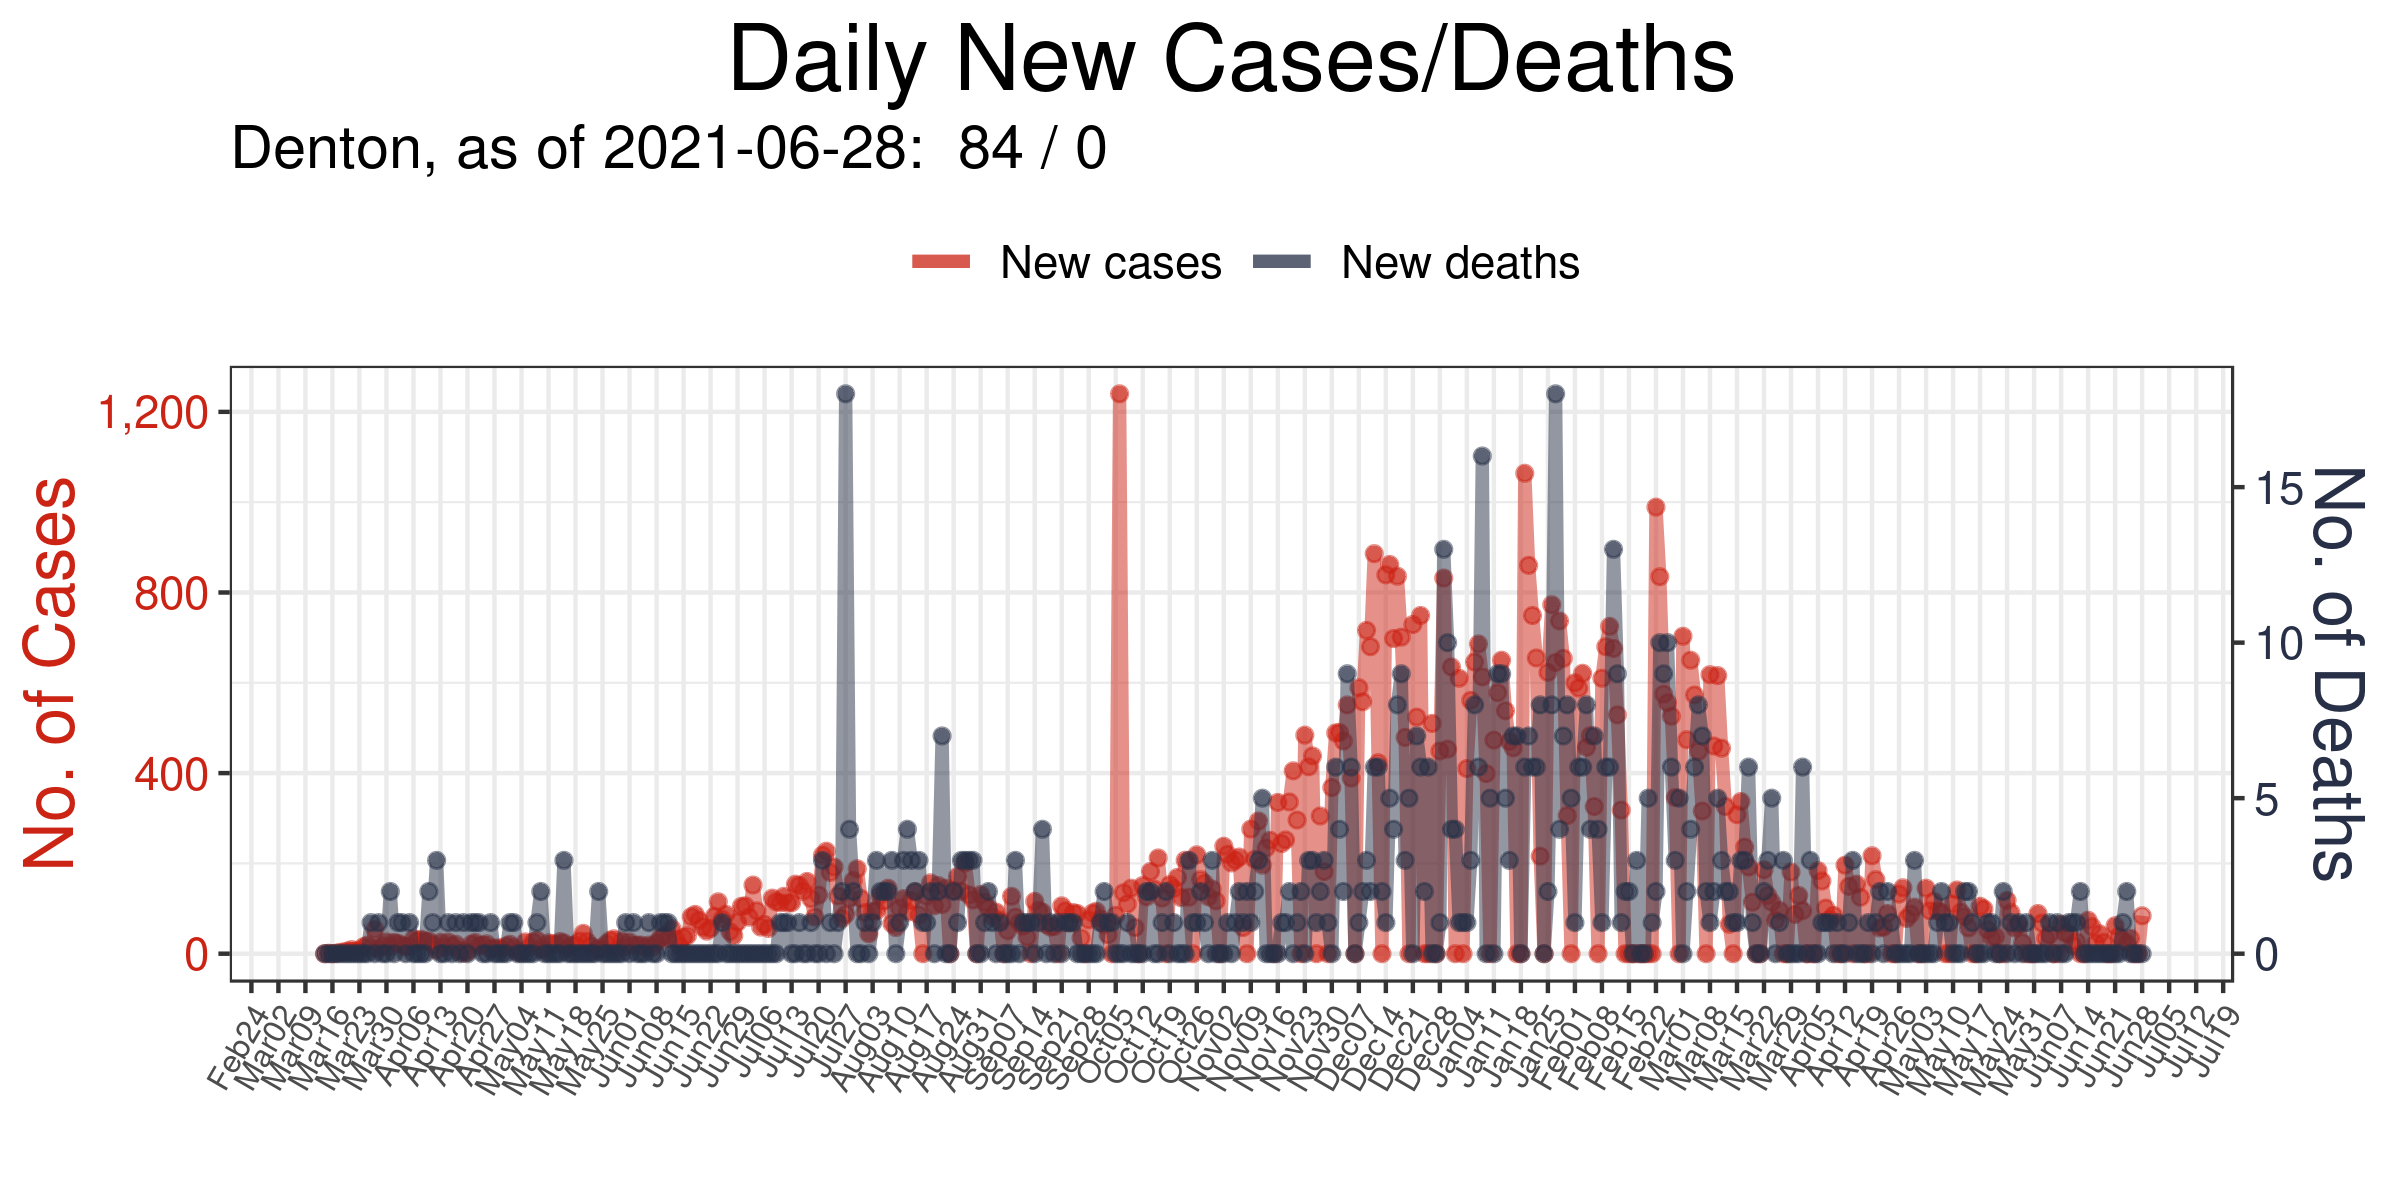 Daily New Cases/Deaths
Denton, as of 2021-06-28:  84 / 0
New cases
New deaths
No. of Cases
1,200
800
400
0
15
10
5
0
No. of Deaths
Feb24
Mar02
Mar09
Mar16
Mar23
Mar30
Apr06
Apr13
Apr20
Apr27
May04
May11
May18
May25
Jun01
Jun08
Jun15
Jun22
Jun29
Jul06
Jul13
Jul20
Jul27
Aug03
Aug10
Aug17
Aug24
Aug31
Sep07
Sep14
Sep21
Sep28
Oct05
Oct12
Oct19
Oct26
Nov02
Nov09
Nov16
Nov23
Nov30
Dec07
Dec14
Dec21
Dec28
Dec04
Jan11
Jan18
Jan25
Feb01
Feb08
Feb15
Feb22
Mar01
Mar08
Mar15
Mar22
Mar29
Apr05
Apr12
Apr19
Apr26
May03
May10
May17
May24
May31
Jun07
Jun14
Jun21
Jun28
Jul05
Jul12
Jul19